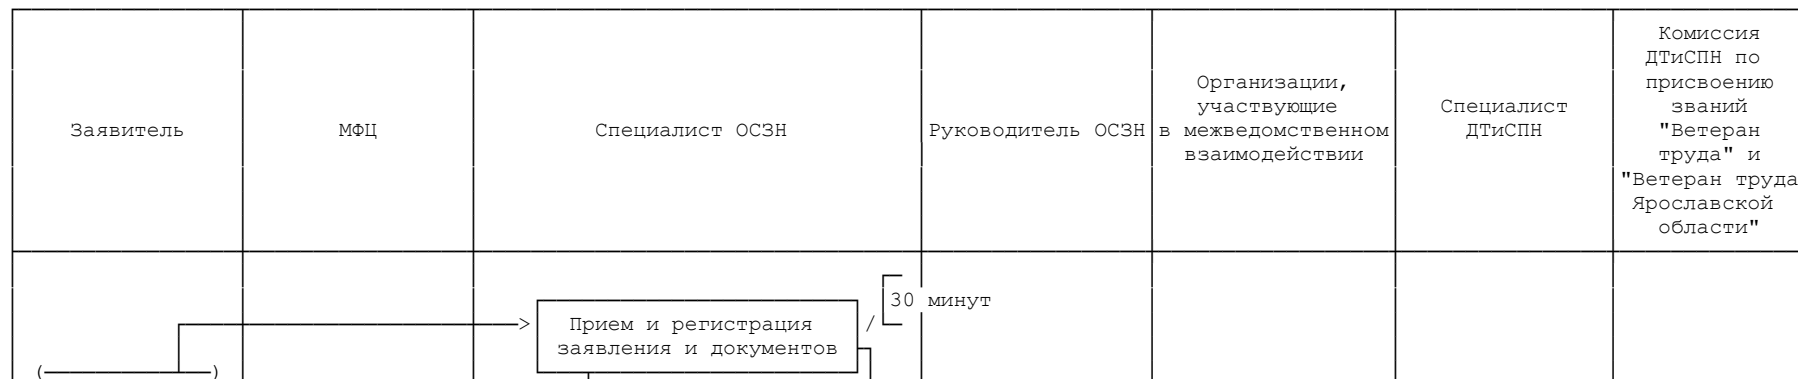 Заявитель
МФЦ
Специалист ОСЗН
Руководитель ОСЗН
Организации,
участвующие
в межведомственном
взаимодействии
Специалист
ДТиСПН
Комиссия
ДТиСПН по
присвоению
званий
"Ветеран
труда" и
"Ветеран труда
Ярославской
области"
30 минут
Прием и регистрация
заявления и документов